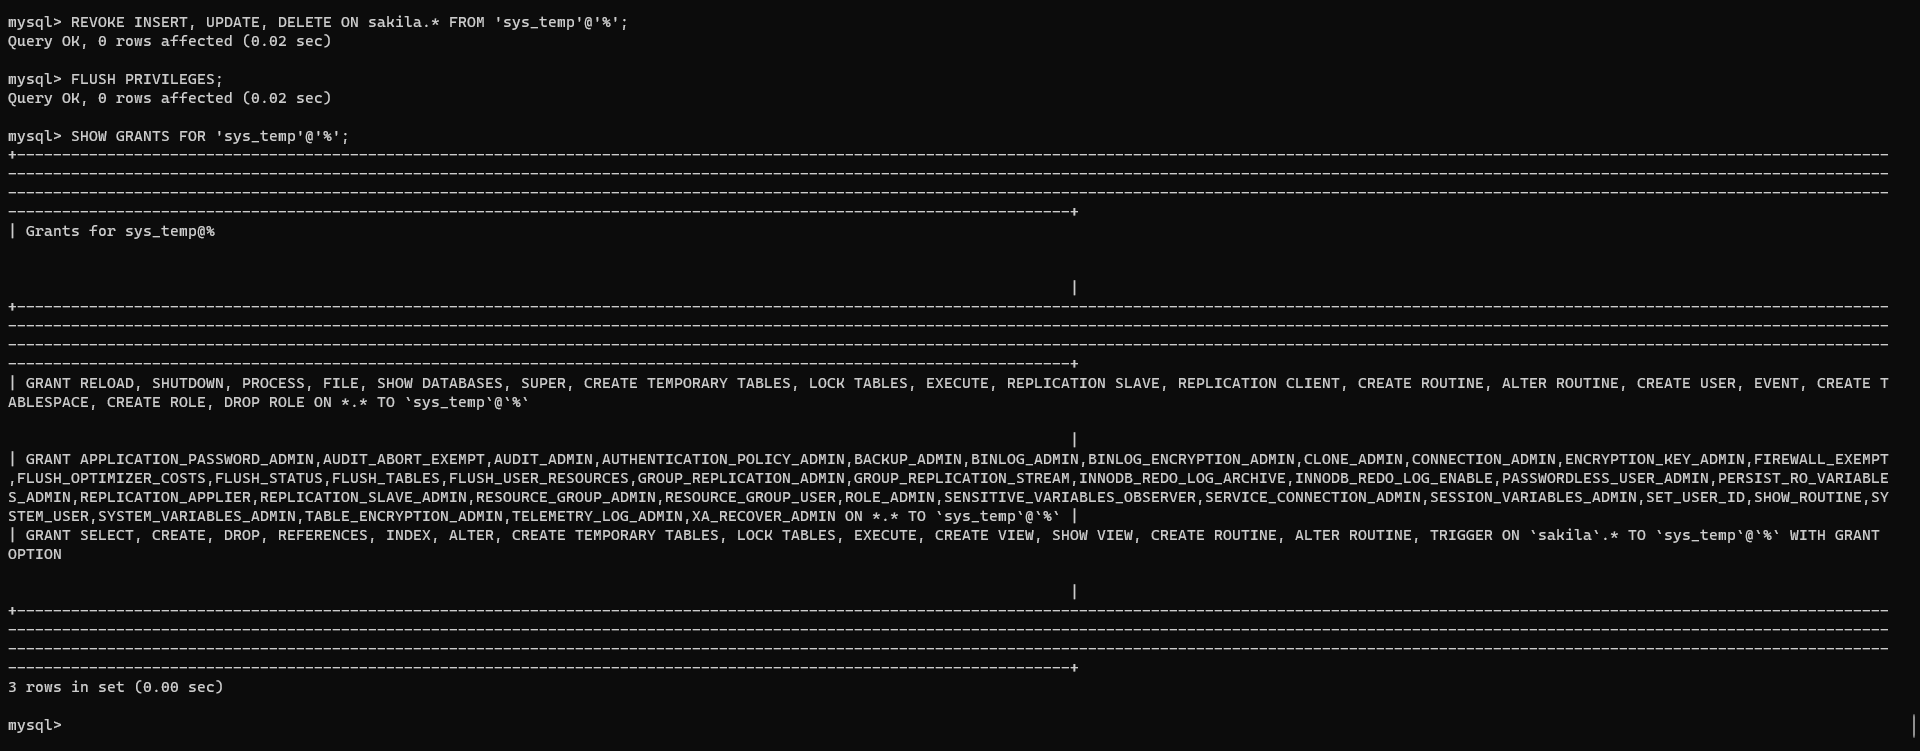 mysql> REVOKE INSERT, UPDATE, DELETE ON sakila.* FROM 'sys_temp'@'%';
Query OK, 0 rows affected (0.02 sec)
mysql> FLUSH PRIVILEGES;
Query OK, 0 rows affected (0.02 sec)
mysql> SHOW GRANTS FOR 'sys_temp'@'%';
| Grants for sys_temp@%
|
| GRANT RELOAD, SHUTDOWN, PROCESS, FILE, SHOW DATABASES, SUPER, CREATE TEMPORARY TABLES, LOCK TABLES, EXECUTE, REPLICATION SLAVE, REPLICATION CLIENT, CREATE ROUTINE, ALTER ROUTINE, CREATE USER, EVENT, CREATE T
ABLESPACE, CREATE ROLE, DROP ROLE ON *.* TO `sys_temp`@`%`
|
| GRANT APPLICATION_PASSWORD_ADMIN,AUDIT_ABORT_EXEMPT,AUDIT_ADMIN,AUTHENTICATION_POLICY_ADMIN,BACKUP_ADMIN,BINLOG_ADMIN,BINLOG_ENCRYPTION_ADMIN,CLONE_ADMIN,CONNECTION_ADMIN,ENCRYPTION_KEY_ADMIN,FIREWALL_EXEMPT
,FLUSH_OPTIMIZER_COSTS,FLUSH_STATUS,FLUSH_TABLES,FLUSH_USER_RESOURCES,GROUP_REPLICATION_ADMIN,GROUP_REPLICATION_STREAM,INNODB_REDO_LOG_ARCHIVE,INNODB_REDO_LOG_ENABLE,PASSWORDLESS_USER_ADMIN,PERSIST_RO_VARIABLE
S_ADMIN,REPLICATION_APPLIER,REPLICATION_SLAVE_ADMIN,RESOURCE_GROUP_ADMIN,RESOURCE_GROUP_USER,ROLE_ADMIN,SENSITIVE_VARIABLES_OBSERVER,SERVICE_CONNECTION_ADMIN,SESSION_VARIABLES_ADMIN,SET_USER_ID,SHOW_ROUTINE,SY
STEM_USER,SYSTEM_VARIABLES_ADMIN,TABLE_ENCRYPTION_ADMIN,TELEMETRY_LOG_ADMIN,XA_RECOVER_ADMIN ON *.* TO `sys_temp`@`%` |
| GRANT SELECT, CREATE, DROP, REFERENCES, INDEX, ALTER, CREATE TEMPORARY TABLES, LOCK TABLES, EXECUTE, CREATE VIEW, SHOW VIEW, CREATE ROUTINE, ALTER ROUTINE, TRIGGER ON `sakila`.* TO `sys_temp`@`%` WITH GRANT
OPTION
|
3 rows in set (0.00 sec)
mysql>